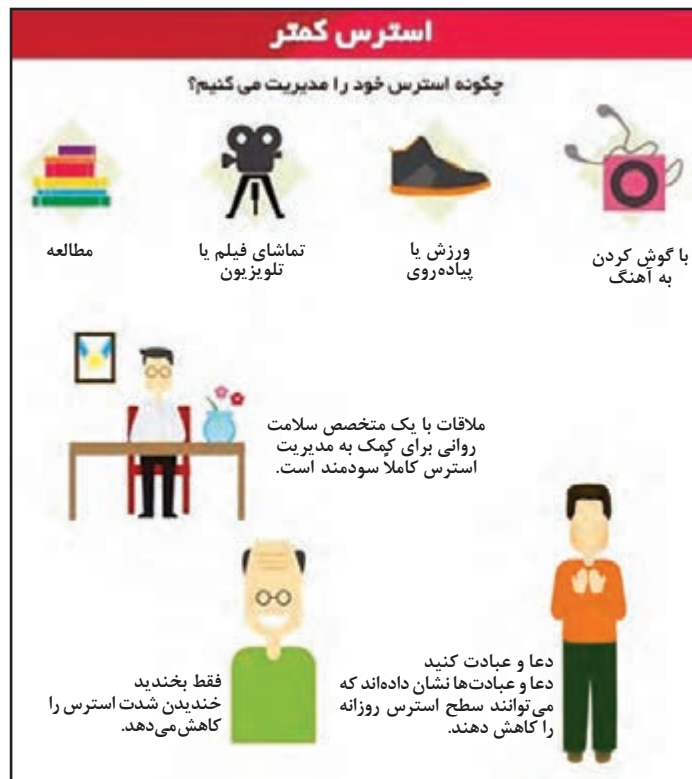 استرس کمتر
چگونه استرس خود را مدیریت می کنیم؟
با گوش کردن
به آهنگ
ورزش یا
پیاده‌روی
تماشای فیلم یا
تلویزیون
مطالعه
ملاقات با یک متخصص سلامت
روانی برای کمک به مدیریت
استرس کاملاً سودمند است.
دعا و عبادت کنید
دعا و عبادت‌ها نشان داده‌اند که
می‌توانند سطح استرس روزانه
را کاهش دهند.
فقط بخندید
خندیدن شدت استرس را
کاهش‌می‌دهد.